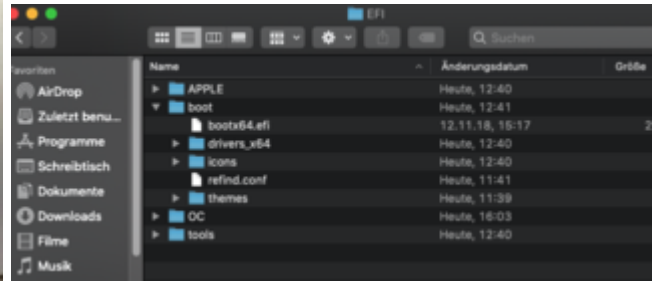 EFI
Suchen
Favoriten
AirDrop
Zuletzt benu...
Programme
Schreibtisch
Dokumente
Downloads
Filme
Musik
Name Änderungsdatum Größe
APPLE Heute, 12:40
boot Heute, 12:41
bootx64.efi 12.11.18, 15:17 2
drivers_x64 Heute, 12:40
icons Heute, 12:40
refind.conf Heute, 11:41
themes Heute, 11:39
OC Heute, 16:03
tools Heute, 12:40